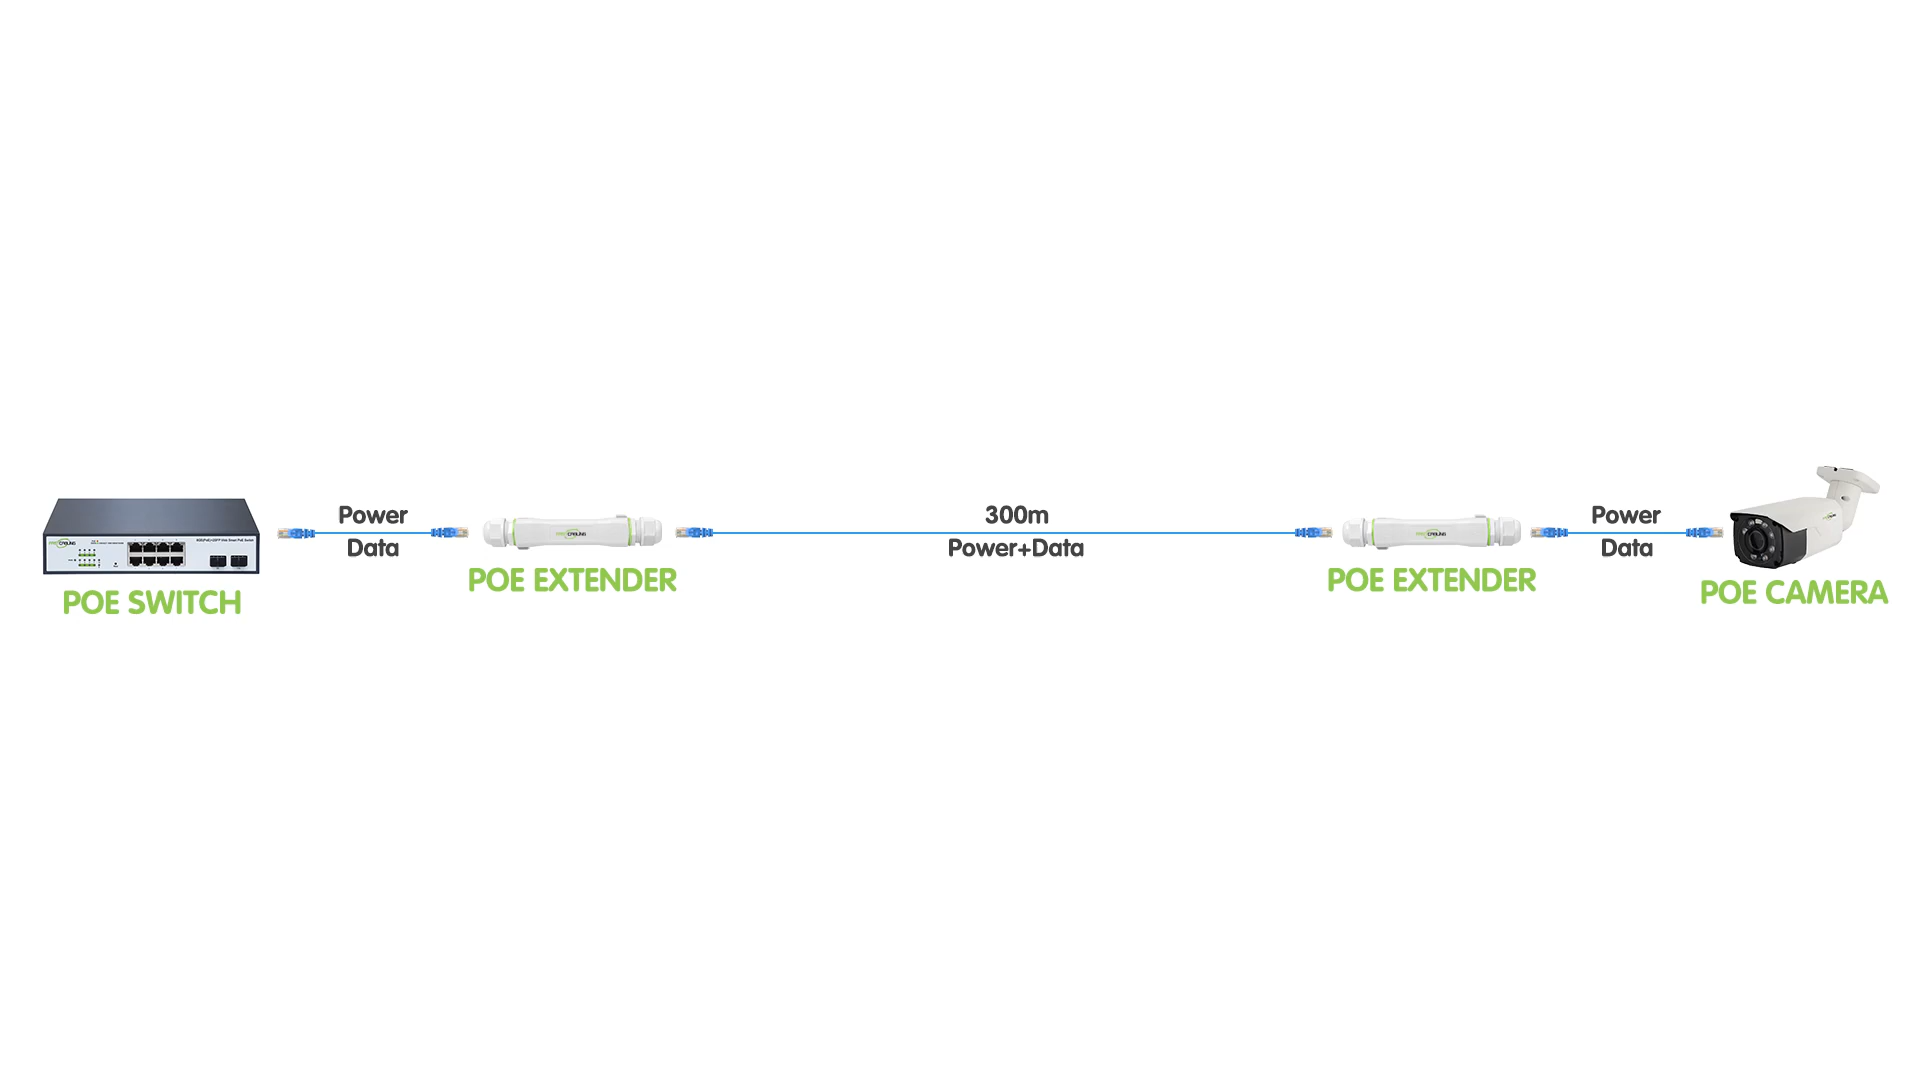 Power
Data
POE SWITCH
POE EXTENDER
300m
Power+Data
POE EXTENDER
Power
Data
POE CAMERA